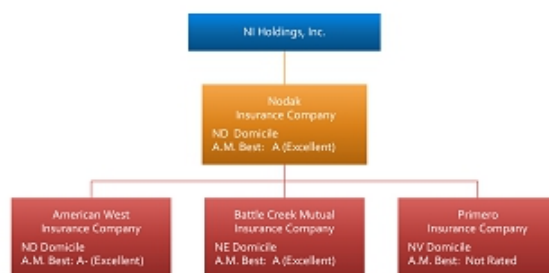 NI Holdings, Inc.
Nodak
Insurance Company
ND Domicile
A.M. Best: A (Excellent)
American West
Insurance Company
ND Domicile
A.M. Best: A- (Excellent)
Battle Creek Mutual
Insurance Company
NE Domicile
A.M. Best: A (Excellent)
Primero
Insurance Company
NV Domicile
A.M. Best: Not Rated